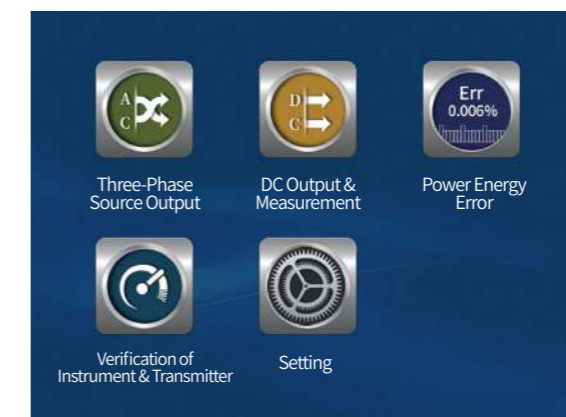 A
C
D
C
Err
0.006%
Three-Phase
Source Output
DC Output &
Measurement
Power Energy
Error
Verification of
Instrument & Transmitter
Setting